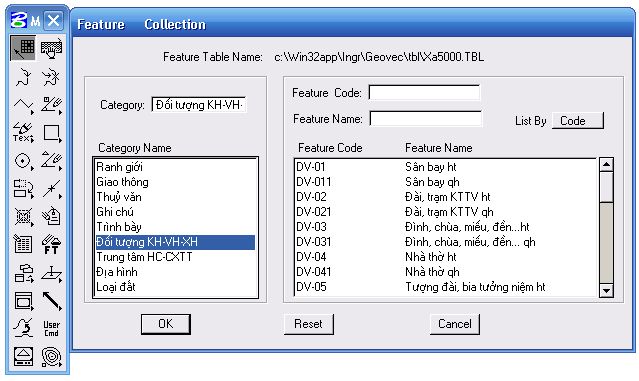 M
Feature Collection
Feature Table Name: c:\Win32app\Ingr\Geovec\tbl\Xa5000.TBL
Category: Đối tượng KH-VH-
Feature Code:
Feature Name:
List By Code
Category Name
Ranh giới
Giao thông
Thuỷ văn
Ghi chú
Trình bày
Đối tượng KH-VH-XH
Trung tâm HC-CXTT
Địa hình
Loại đất
Feature Code Feature Name
DV-01 Sân bay ht
DV-011 Sân bay qh
DV-02 Đài, trạm KTTV ht
DV-021 Đài, trạm KTTV qh
DV-03 Đình, chùa, miếu, đền...ht
DV-031 Đình, chùa, miếu, đền... qh
DV-04 Nhà thờ ht
DV-041 Nhà thờ qh
DV-05 Tượng đài, bia tưởng niệm ht
OK Reset Cancel
Text
FT
User
Cmd